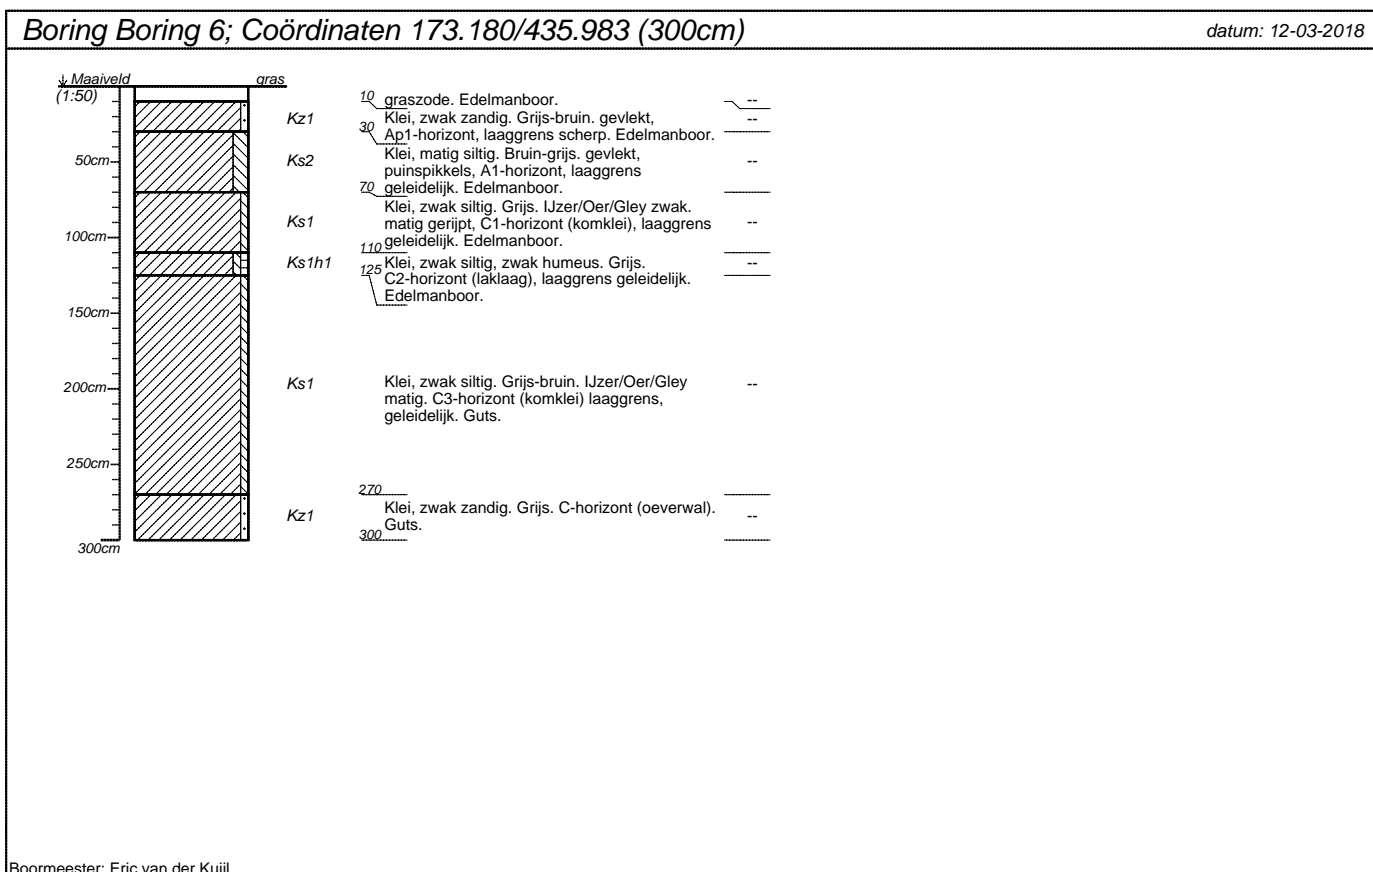 Boring Boring 6; Coördinaten 173.180/435.983 (300cm)
datum: 12-03-2018
Maaiveld
gras
(1:50)
10 graszode. Edelmanboor. --
Kz1 Klei, zwak zandig. Grijs-bruin. gevlekt, --
30 Ap1-horizont, laaggrens scherp. Edelmanboor.
50cm Ks2 Klei, matig siltig. Bruin-grijs. gevlekt, --
puinspikkels, A1-horizont, laaggrens
70 geleidelijk. Edelmanboor.
Klei, zwak siltig. Grijs. IJzer/Oer/Gley zwak.
Ks1 matig gerijpt, C1-horizont (komklei), laaggrens --
100cm geleidelijk. Edelmanboor.
110
Ks1h1 Klei, zwak siltig, zwak humeus. Grijs. --
125 C2-horizont (laklaag), laaggrens geleidelijk.
Edelmanboor.
150cm
200cm Ks1 Klei, zwak siltig. Grijs-bruin. IJzer/Oer/Gley --
matig. C3-horizont (komklei) laaggrens,
geleidelijk. Guts.
250cm
270
Kz1 Klei, zwak zandig. Grijs. C-horizont (oeverwal). --
Guts.
300
300cm
Boormeester: Eric van der Kuijl